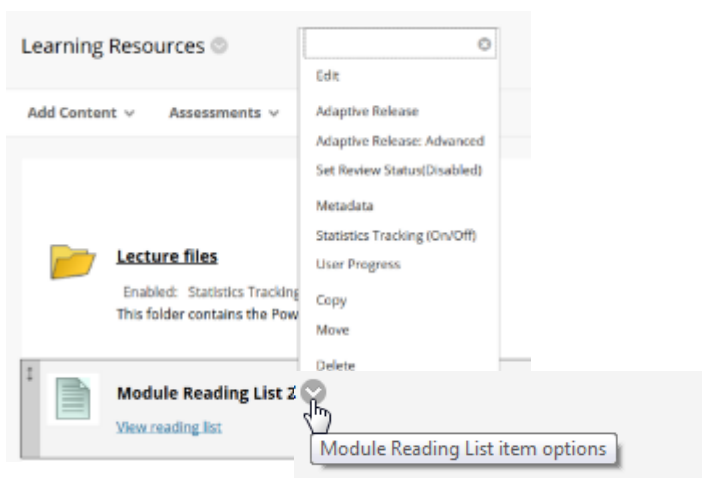 Learning Resources
Edit
Add Content Assessments
Adaptive Release
Adaptive Release: Advanced
Set Review Status(Disabled)
Metadata
Statistics Tracking (On/Off)
User Progress
Copy
Move
Delete
Lecture files
Enabled: Statistics Tracking
This folder contains the Pow
Module Reading List 2
View reading list
Module Reading List item options